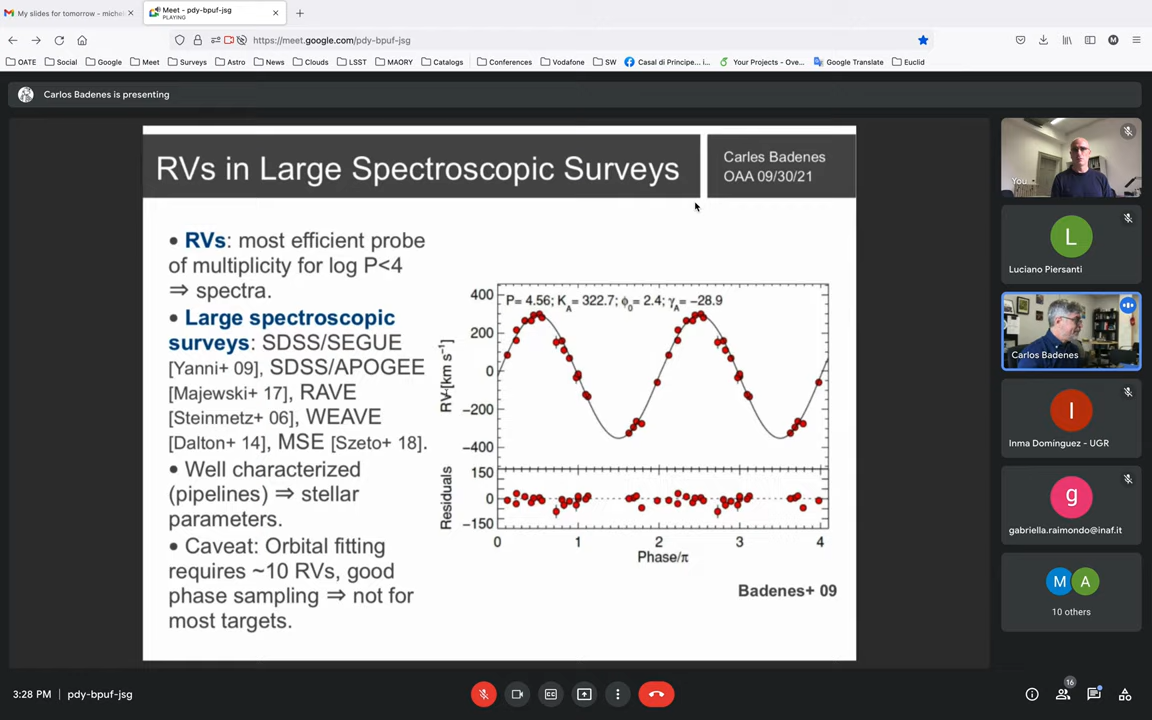 My slides for tomorrow - michel
Meet - pdy-bpuf-jsg
PLAYING
https://meet.google.com/pdy-bpuf-jsg
OATE
Social
Google
Meet
Surveys
Astro
News
Clouds
LSST
MAORY
Catalogs
Conferences
Vodafone
SW
Casal di Principe... i...
Your Projects - Ove...
Google Translate
Euclid
Carlos Badenes is presenting
RVs in Large Spectroscopic Surveys
Carles Badenes
OAA 09/30/21
• RVs: most efficient probe
of multiplicity for log P<4
⇒ spectra.
• Large spectroscopic
surveys: SDSS/SEGUE
[Yanni+ 09], SDSS/APOGEE
[Majewski+ 17], RAVE
[Steinmetz+ 06], WEAVE
[Dalton+ 14], MSE [Szeto+ 18].
• Well characterized
(pipelines) ⇒ stellar
parameters.
• Caveat: Orbital fitting
requires ~10 RVs, good
phase sampling ⇒ not for
most targets.
P= 4.56; K_A= 322.7; ϕ_0= 2.4; γ_A= −28.9
RV [km s⁻¹]
400
200
0
−200
−400
Residuals
150
0
−150
0 1 2 3 4
Phase/π
Badenes+ 09
You
L
Luciano Piersanti
Carlos Badenes
I
Inma Dominguez - UGR
g
gabriella.raimondo@inaf.it
M A
10 others
3:28 PM | pdy-bpuf-jsg
CC
16